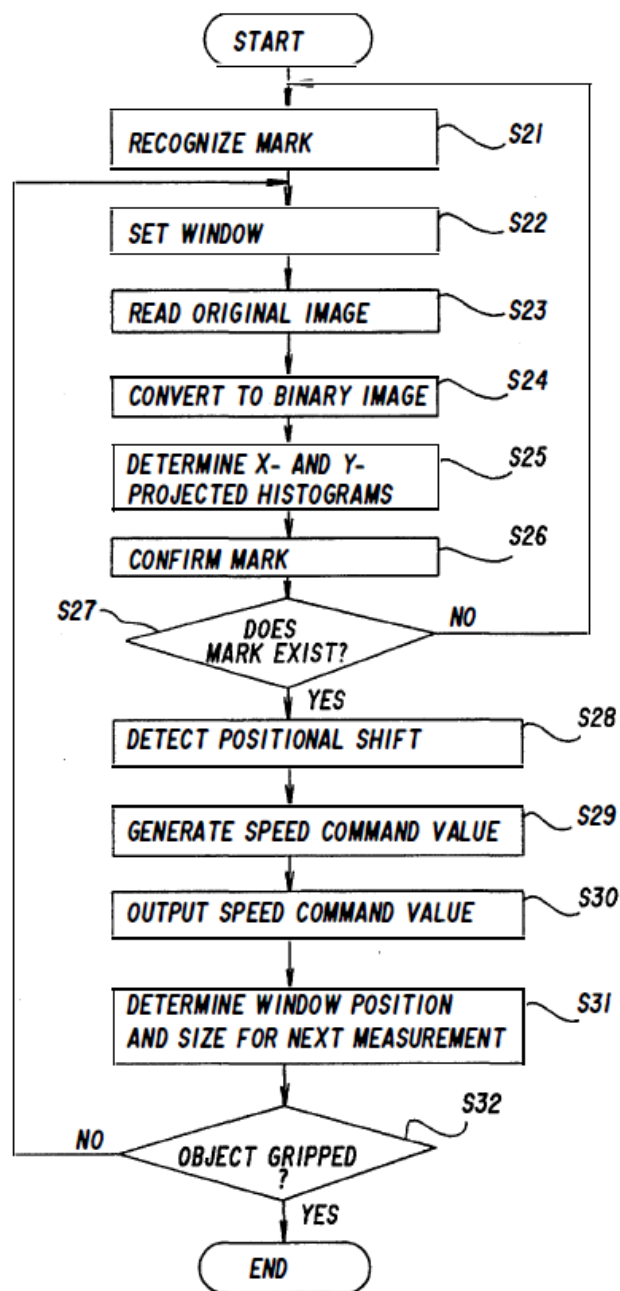 START
RECOGNIZE MARK
S21
SET WINDOW
S22
READ ORIGINAL IMAGE
S23
CONVERT TO BINARY IMAGE
S24
DETERMINE X- AND Y-
PROJECTED HISTOGRAMS
S25
CONFIRM MARK
S26
S27
DOES
MARK EXIST?
NO
YES
DETECT POSITIONAL SHIFT
S28
GENERATE SPEED COMMAND VALUE
S29
OUTPUT SPEED COMMAND VALUE
S30
DETERMINE WINDOW POSITION
AND SIZE FOR NEXT MEASUREMENT
S31
S32
NO
OBJECT GRIPPED
?
YES
END